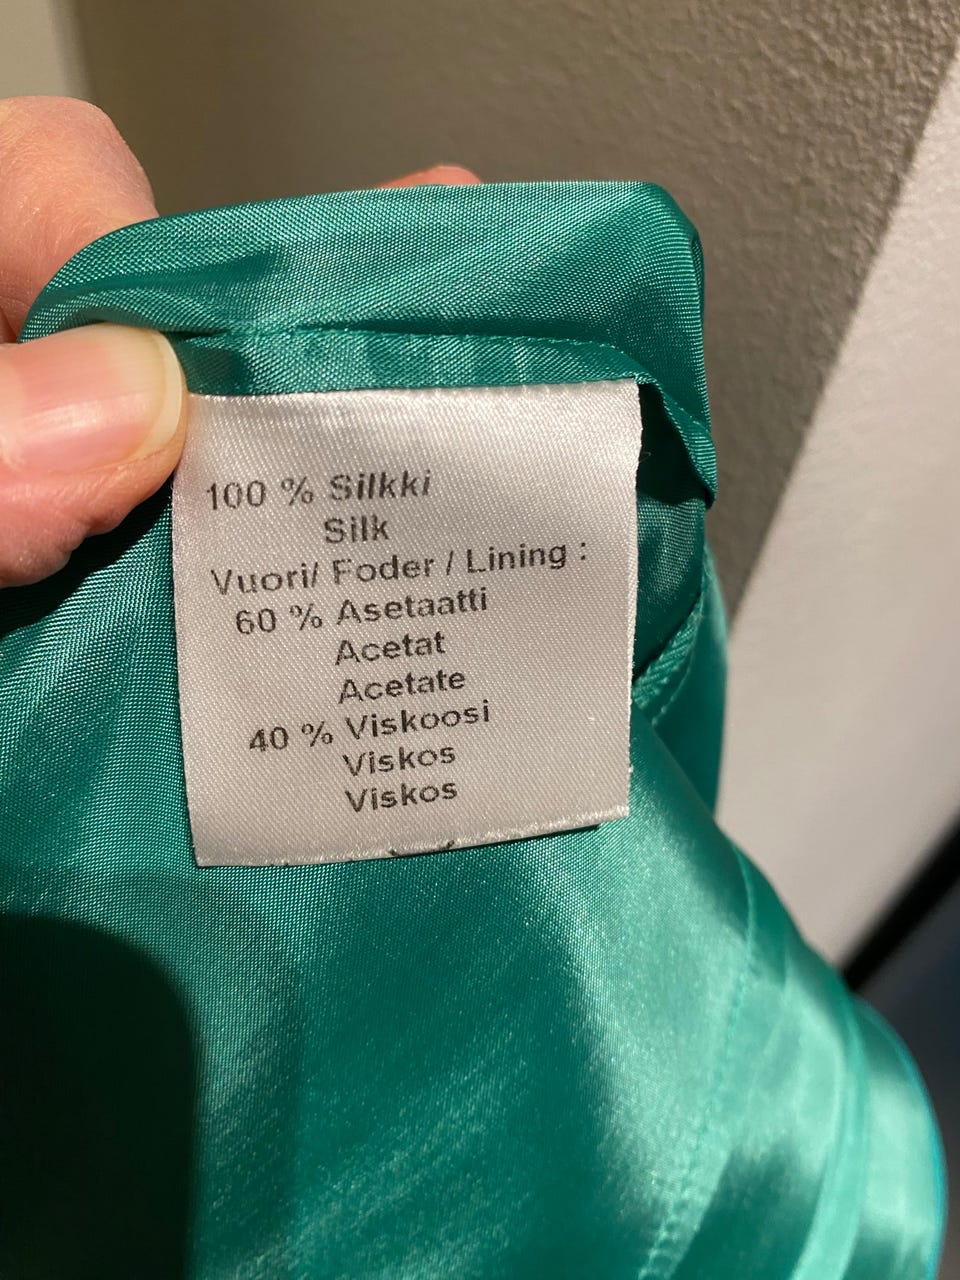 100 % Silkki
Silk
Vuori/ Foder / Lining :
60 % Asetaatti
Acetat
Acetate
40 % Viskoosi
Viskos
Viskos